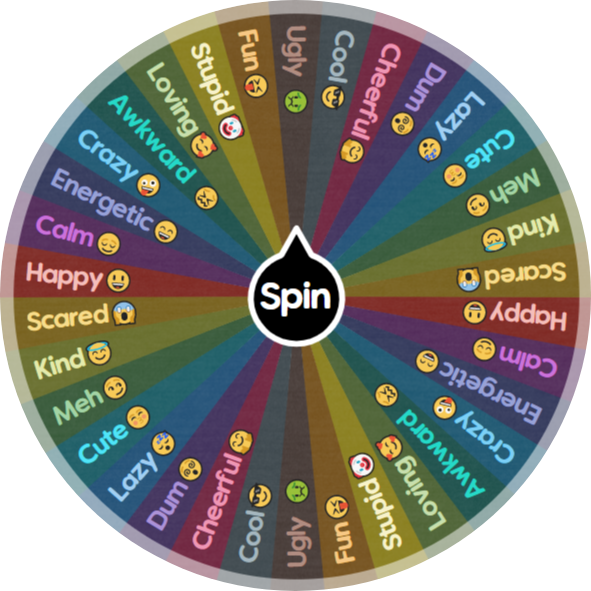 Ugly
Cool
Cheerful
Dum
Lazy
Cute
Meh
Kind
Scared
Happy
Calm
Energetic
Crazy
Awkward
Loving
Stupid
Fun
Ugly
Cool
Cheerful
Dum
Lazy
Cute
Meh
Kind
Scared
Happy
Calm
Energetic
Crazy
Awkward
Loving
Stupid
Fun
Spin